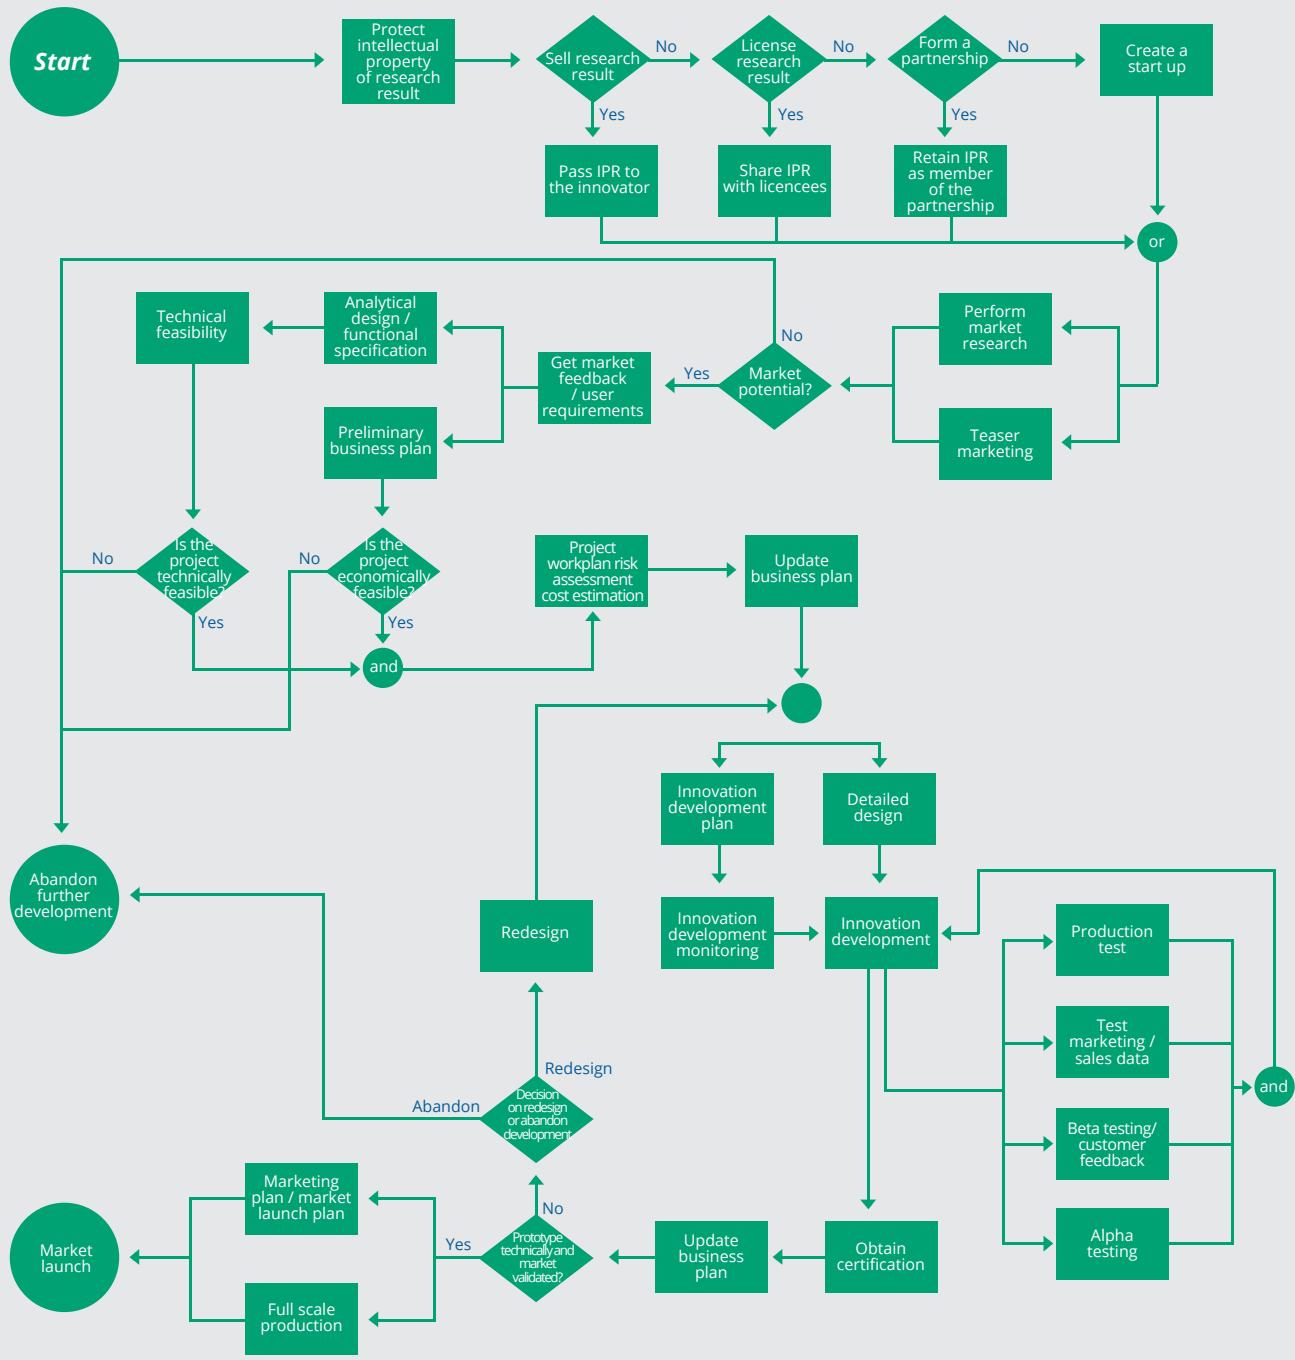 Start
Protect
intellectual
property
of research
result
Sell research
result
No
Yes
License
research
result
No
Yes
Form a
partnership
No
Yes
Create a
start up
Pass IPR to
the innovator
Share IPR
with licencees
Retain IPR
as member
of the
partnership
or
Perform
market
research
Teaser
marketing
Market
potential?
No
Yes
Get market
feedback
/ user
requirements
Analytical
design /
functional
specification
Technical
feasibility
Preliminary
business plan
Is the
project
technically
feasible?
No
Yes
Is the
project
economically
feasible?
No
Yes
and
Project
workplan risk
assessment
cost estimation
Update
business plan
Innovation
development
plan
Detailed
design
Abandon
further
development
Redesign
Innovation
development
monitoring
Innovation
development
Production
test
Test
marketing /
sales data
Beta testing/
customer
feedback
Alpha
testing
and
Redesign
Abandon
Decision
on redesign
or abandon
development
No
Yes
Prototype
technically and
market
validated?
Update
business
plan
Obtain
certification
Marketing
plan / market
launch plan
Full scale
production
Market
launch